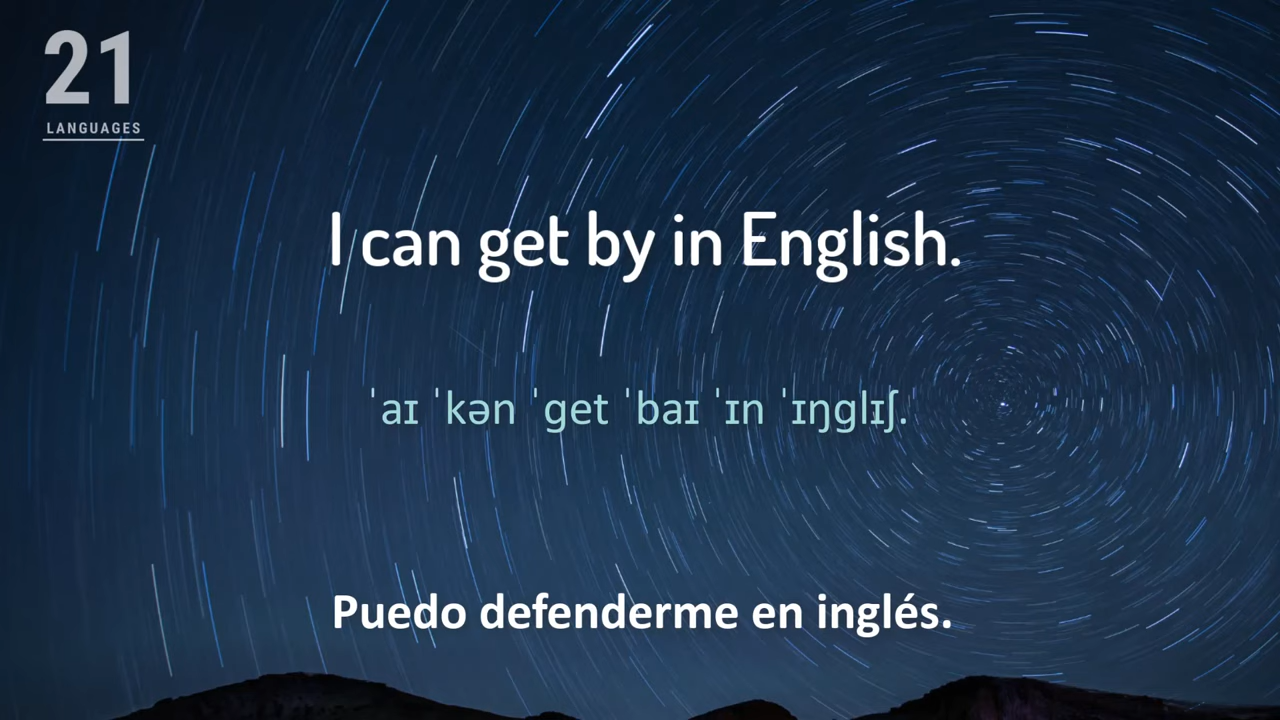 21
LANGUAGES
I can get by in English.
ˈaɪ ˈkən ˈget ˈbaɪ ˈɪn ˈɪŋglɪʃ.
Puedo defenderme en inglés.